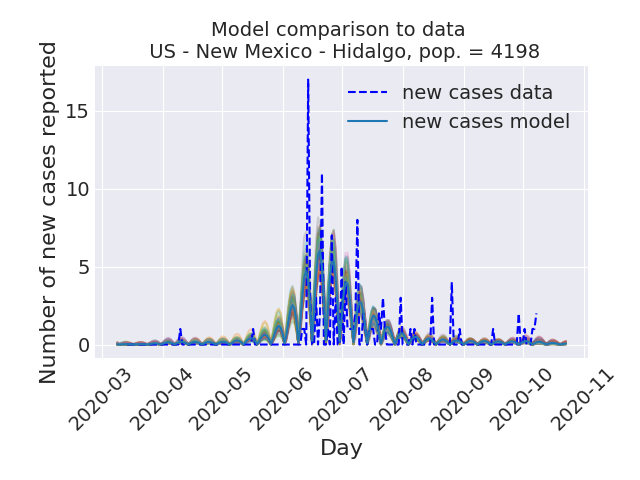 Model comparison to data
US - New Mexico - Hidalgo, pop. = 4198
Number of new cases reported
15
10
5
0
new cases data
new cases model
2020-03
2020-04
2020-05
2020-06
2020-07
2020-08
2020-09
2020-10
2020-11
Day